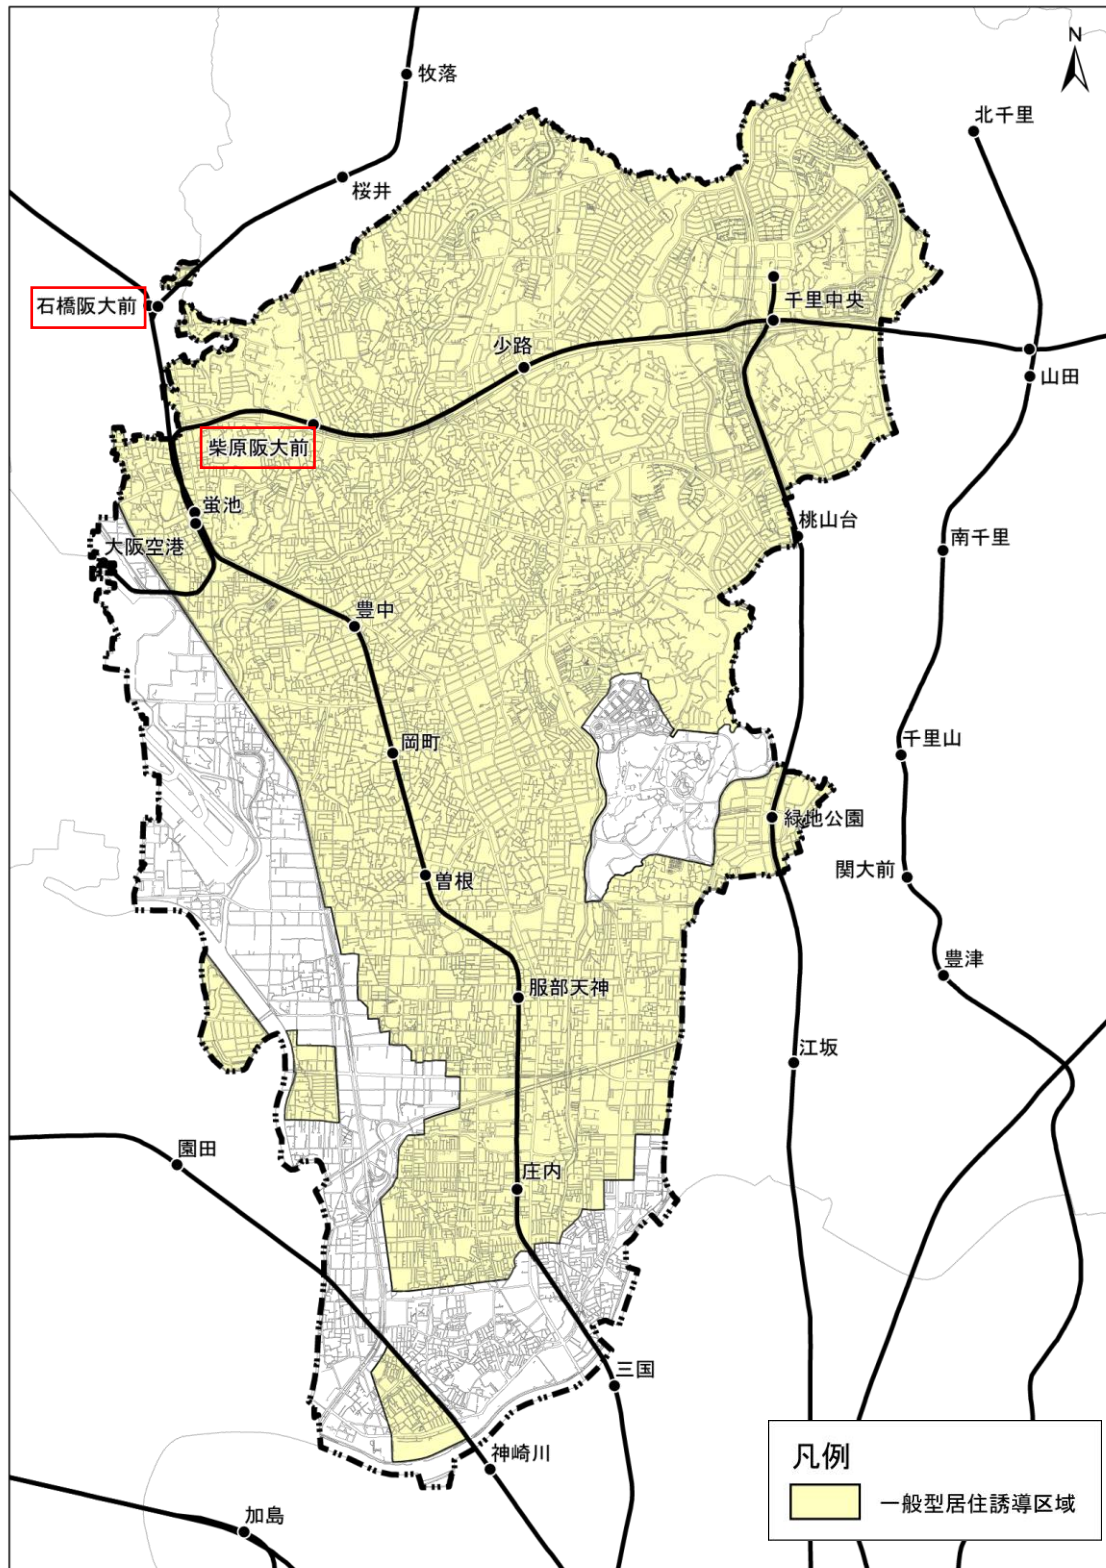 N
牧落
北千里
桜井
石橋阪大前
千里中央
少路
山田
柴原阪大前
蛍池
桃山台
大阪空港
南千里
豊中
岡町
千里山
緑地公園
関大前
曽根
豊津
服部天神
江坂
園田
庄内
三国
神崎川
加島
凡例
一般型居住誘導区域